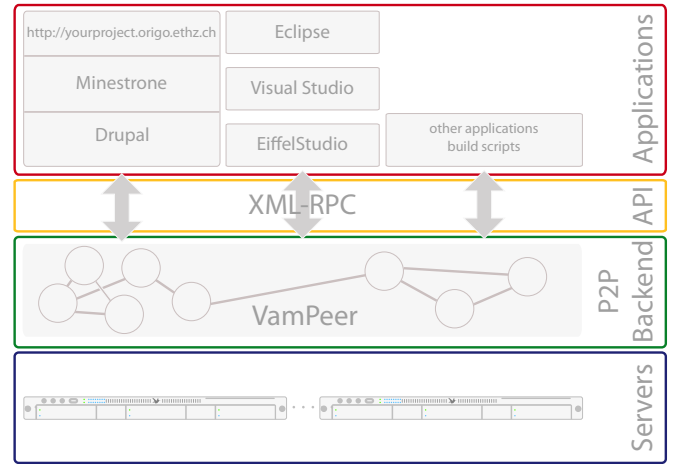 http://yourproject.origo.ethz.ch
Minestrone
Drupal
Eclipse
Visual Studio
EiffelStudio
other applications
build scripts
Applications
XML-RPC
API
VamPeer
P2P
Backend
Servers